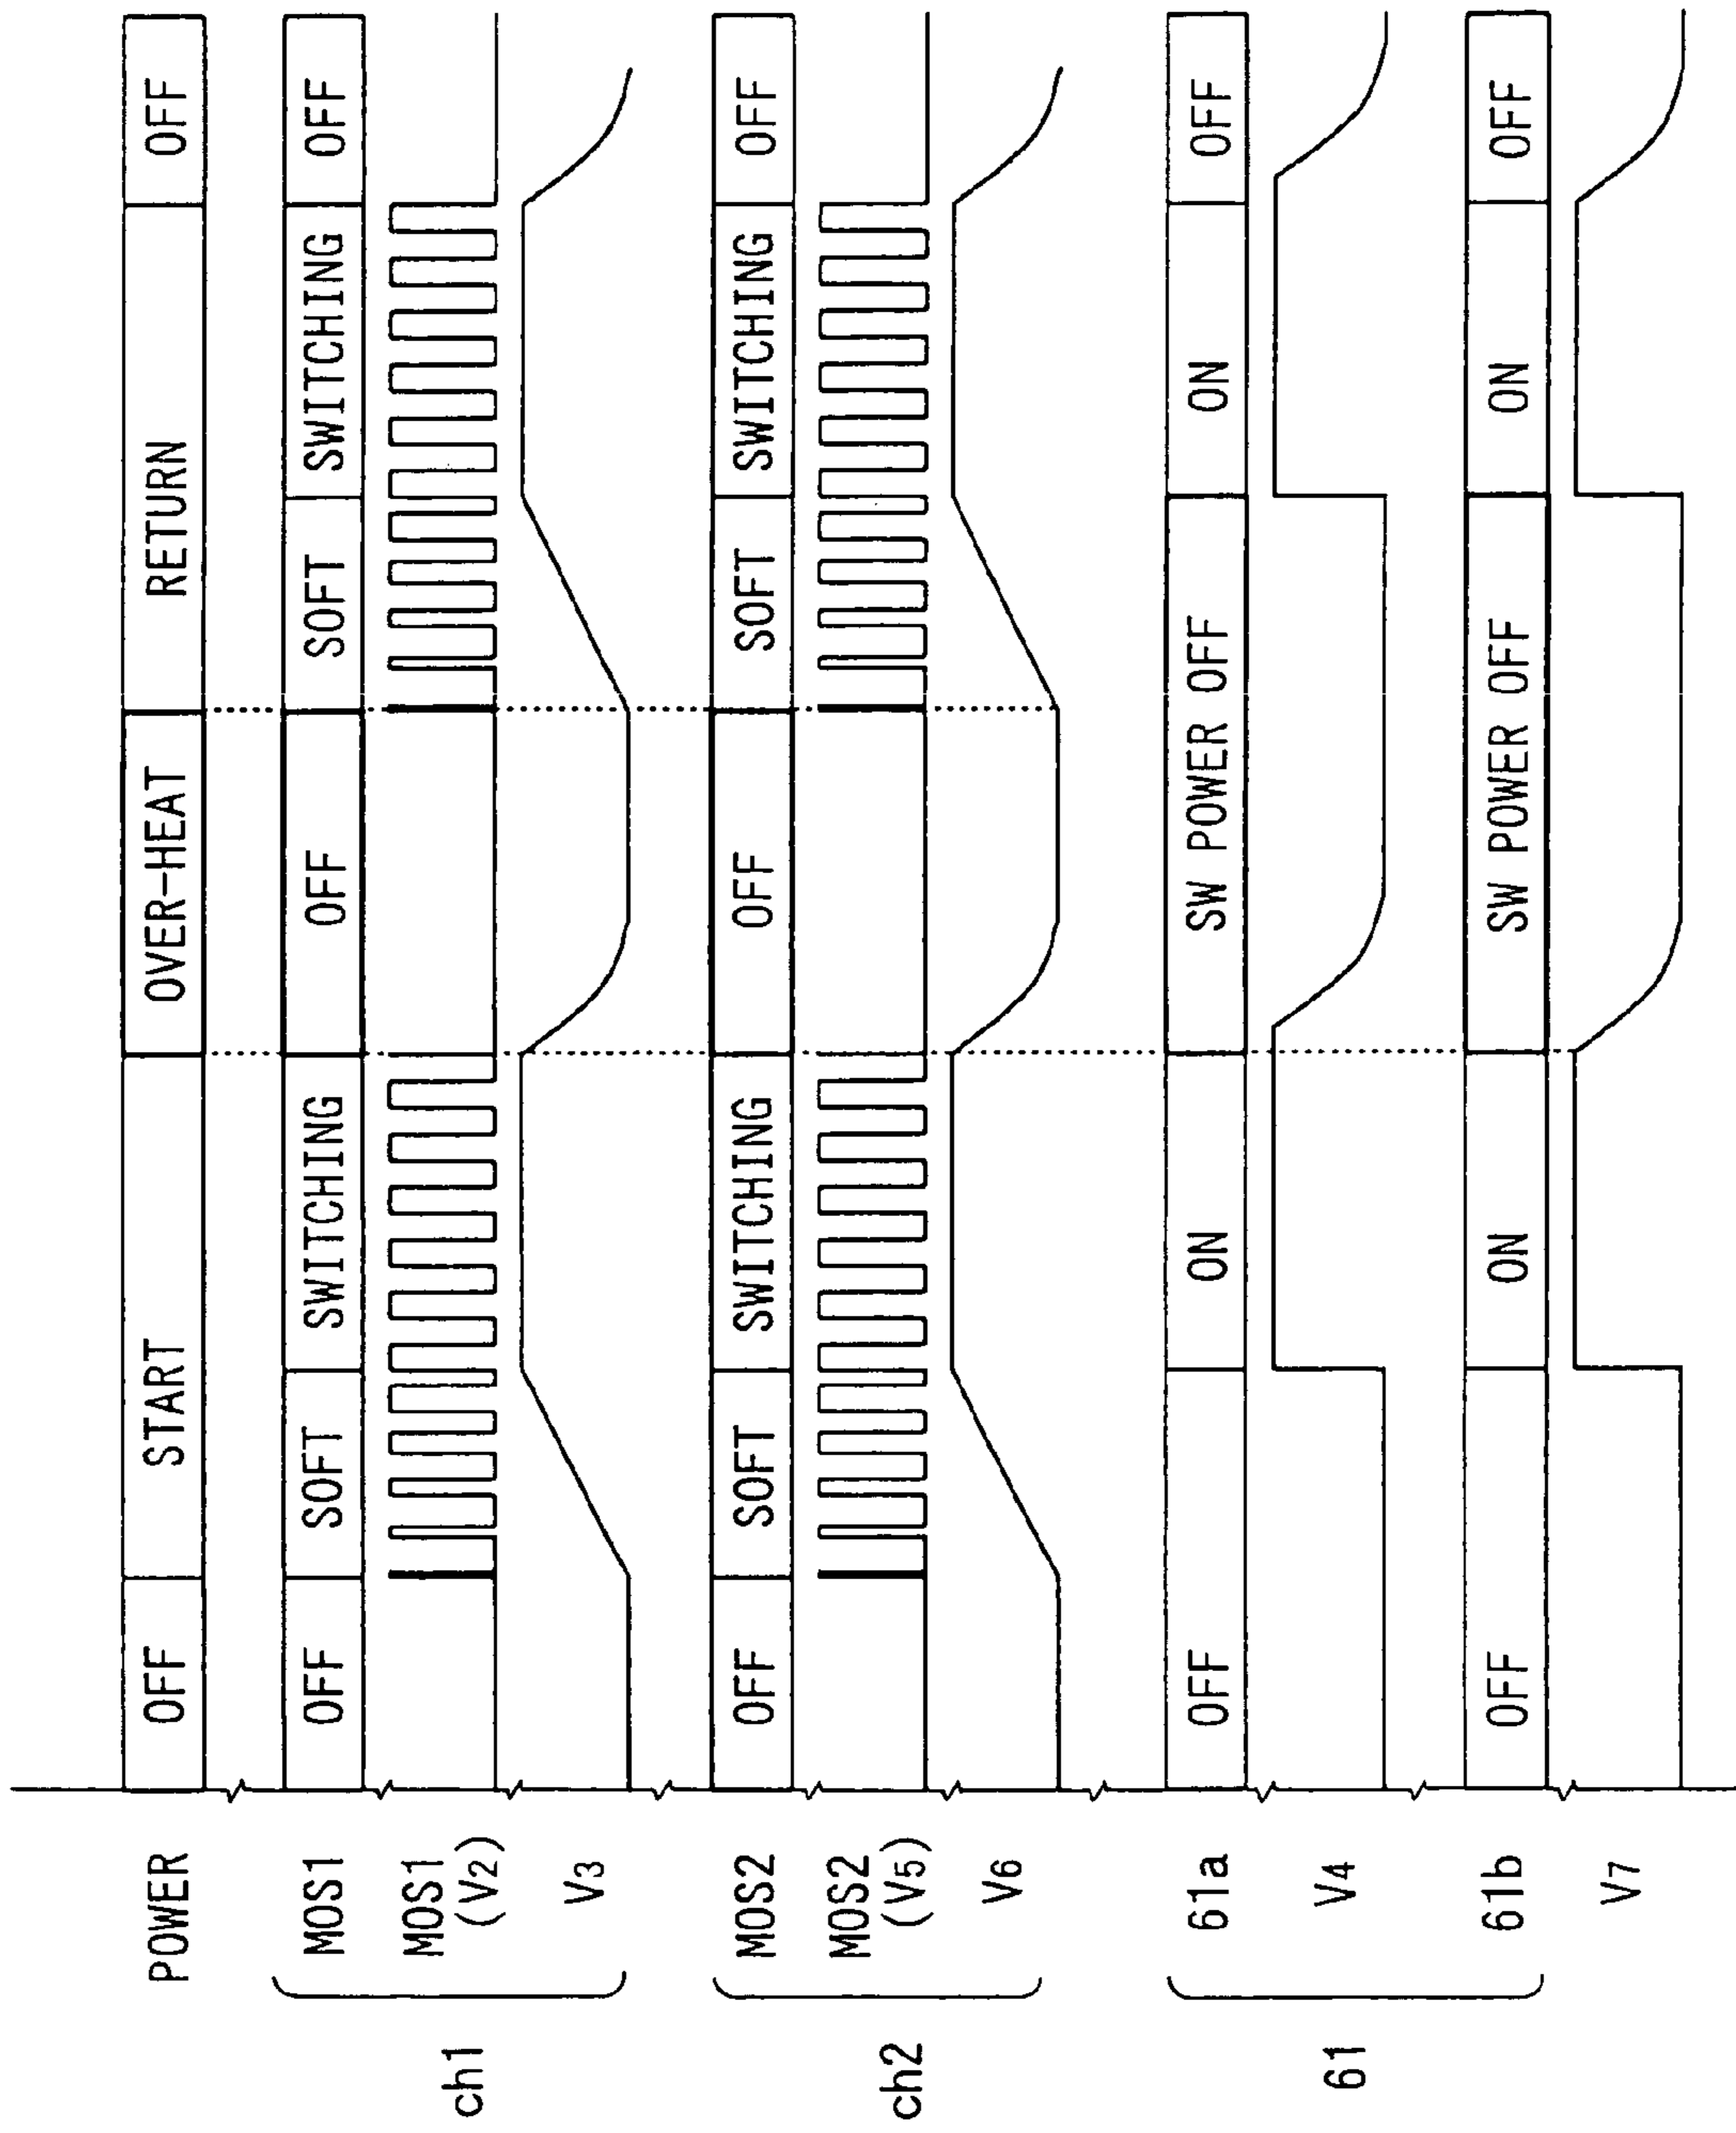 POWER OFF START OVER-HEAT RETURN OFF
ch1
MOS1 OFF SOFT SWITCHING OFF SOFT SWITCHING OFF
MOS1
(V2)
V3
ch2
MOS2 OFF SOFT SWITCHING OFF SOFT SWITCHING OFF
MOS2
(V5)
V6
61
61a OFF ON SW POWER OFF ON OFF
V4
61b OFF ON SW POWER OFF ON OFF
V7